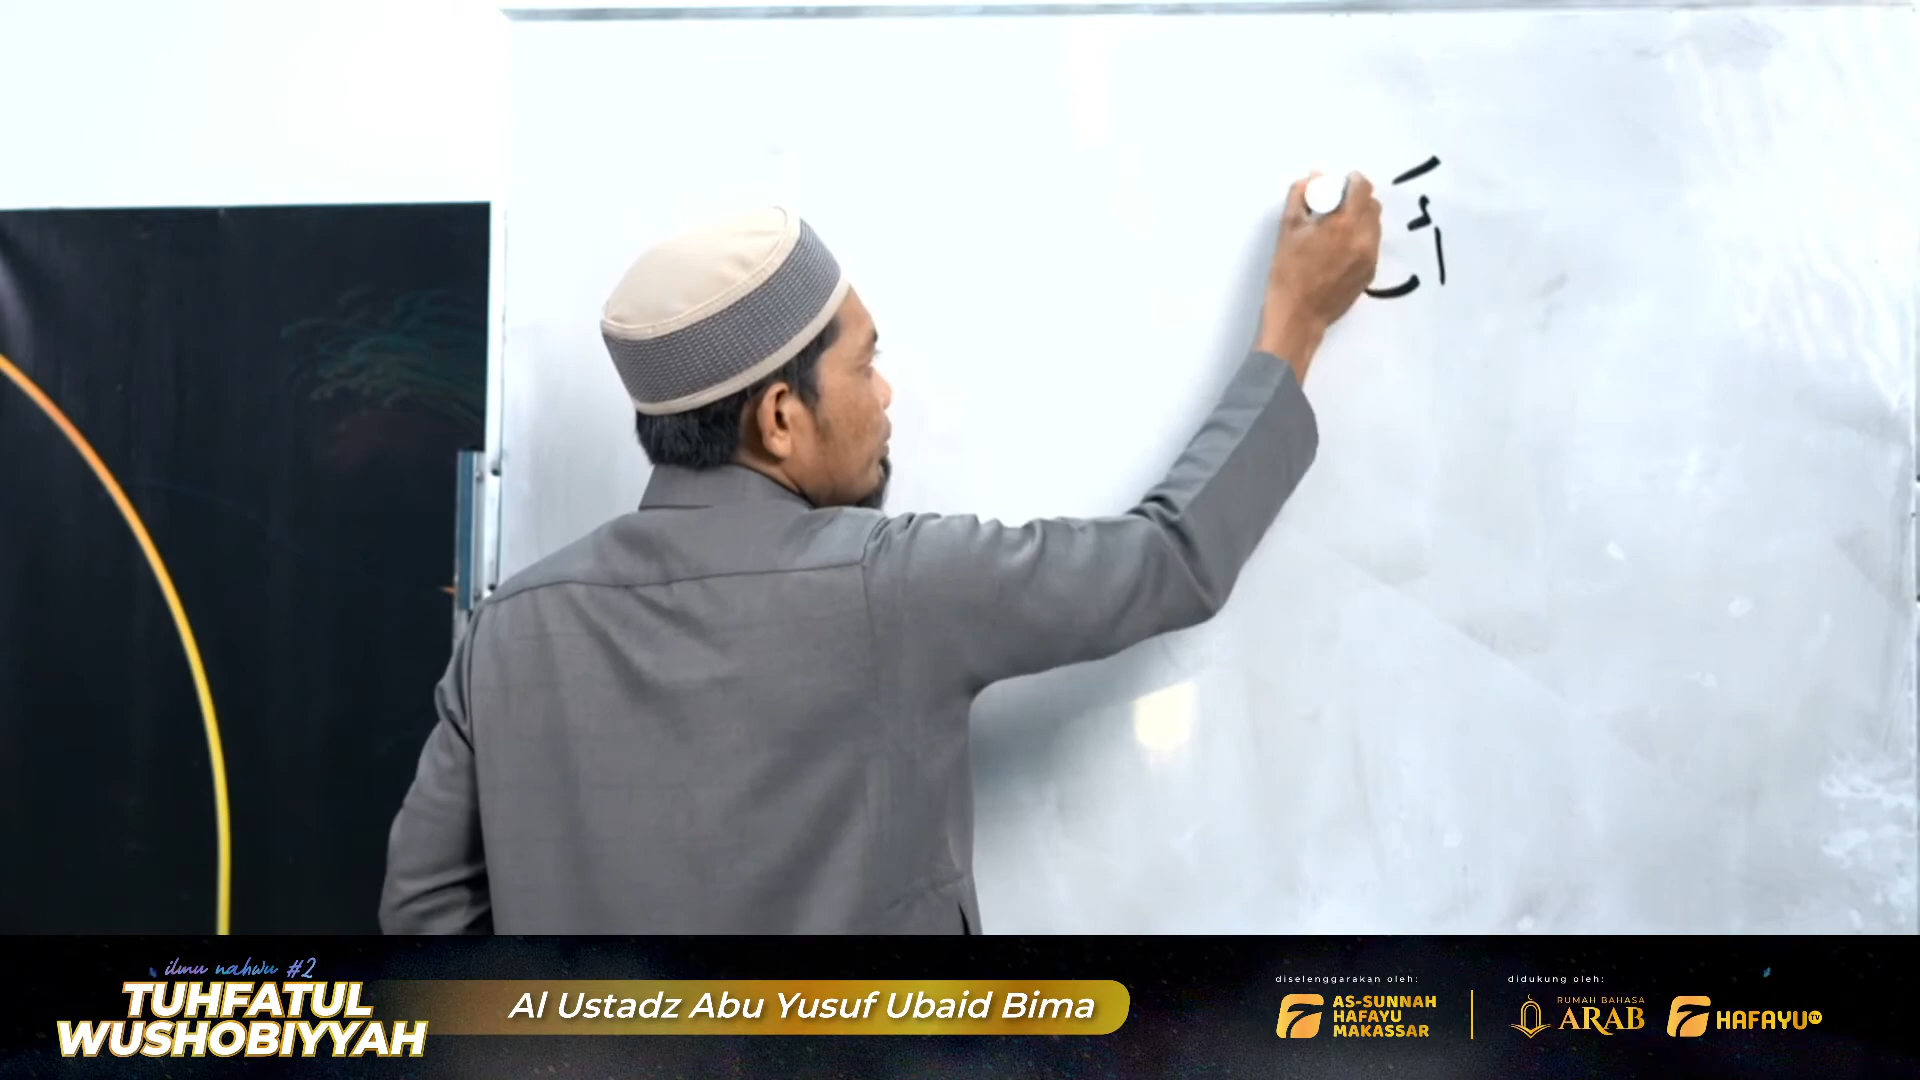 أَ
ilmu nahwu #2
TUHFATUL
WUSHOBIYYAH
Al Ustadz Abu Yusuf Ubaid Bima
diselenggarakan oleh:
AS-SUNNAH
HAFAYU
MAKASSAR
didukung oleh:
RUMAH BAHASA
ARAB
HAFAYU TV